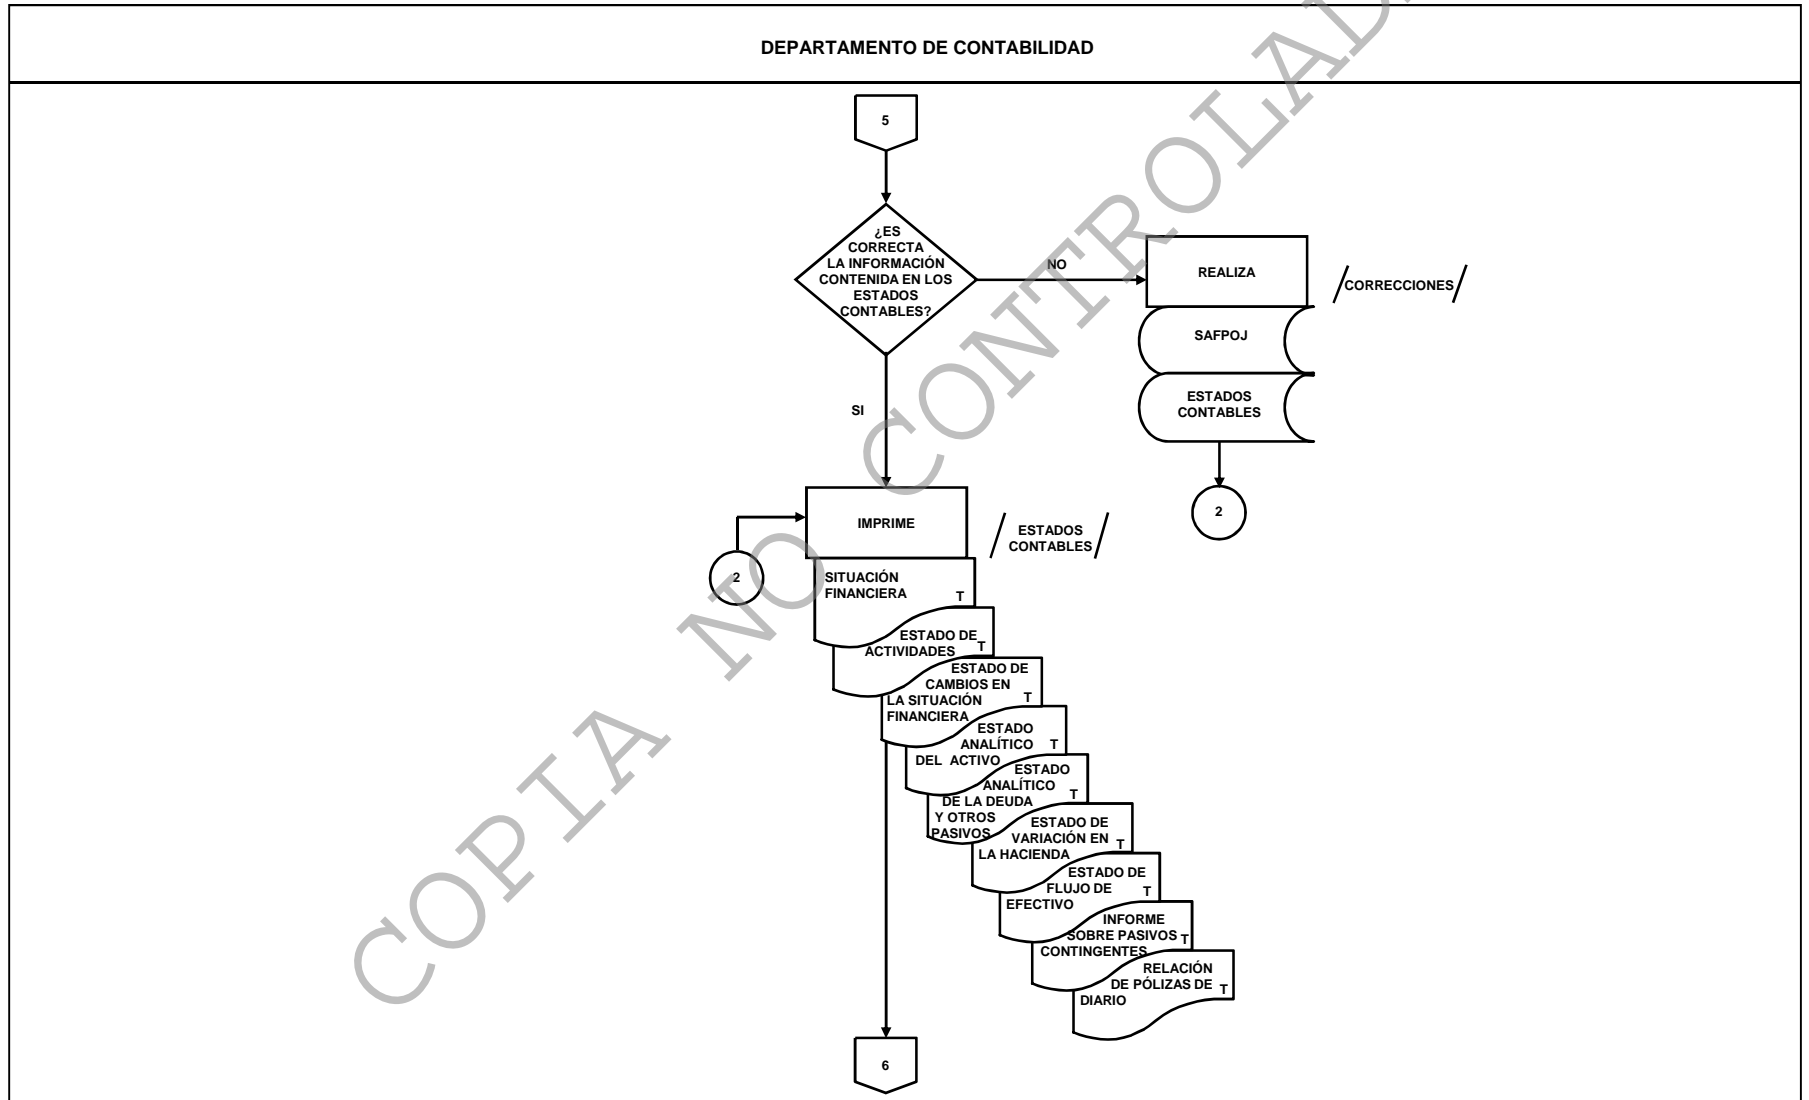 DEPARTAMENTO DE CONTABILIDAD
5
¿ES
CORRECTA
LA INFORMACIÓN
CONTENIDA EN LOS
ESTADOS
CONTABLES?
NO
REALIZA
/CORRECCIONES/
SAFPOJ
ESTADOS
CONTABLES
2
SI
IMPRIME
/ ESTADOS
CONTABLES /
2
SITUACIÓN
FINANCIERA
T
ESTADO DE
ACTIVIDADES
T
ESTADO DE
CAMBIOS EN
LA SITUACIÓN
FINANCIERA
T
ESTADO
ANALÍTICO
DEL ACTIVO
T
ESTADO
ANALÍTICO
DE LA DEUDA
Y OTROS
PASIVOS
T
ESTADO DE
VARIACIÓN EN
LA HACIENDA
T
ESTADO DE
FLUJO DE
EFECTIVO
T
INFORME
SOBRE PASIVOS
CONTINGENTES
T
RELACIÓN
DE PÓLIZAS DE
DIARIO
T
6
COPIA NO CONTROLAD